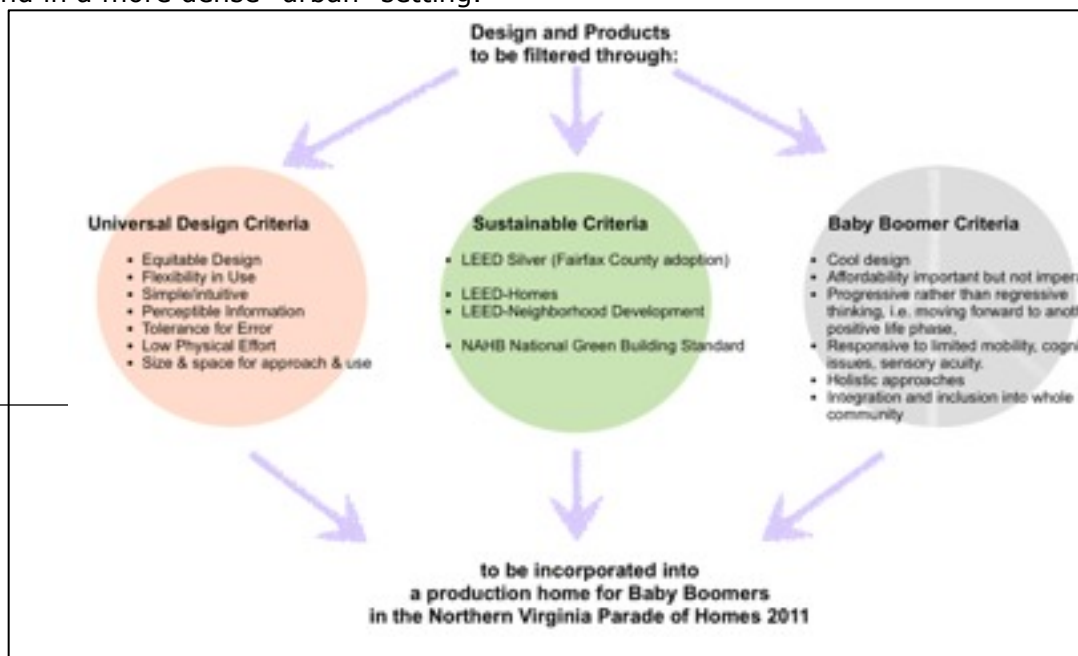 in a more dense urban setting.
Design and Products
to be filtered through:
Universal Design Criteria
• Equitable Design
• Flexibility in Use
• Simple/intuitive
• Perceptible Information
• Tolerance for Error
• Low Physical Effort
• Size & space for approach & use
Sustainable Criteria
• LEED Silver (Fairfax County adoption)
• LEED-Homes
• LEED-Neighborhood Development
• NAHB National Green Building Standard
Baby Boomer Criteria
• Cool design
• Affordability important but not
• Progressive rather than regressive
thinking, i.e. moving forward to
positive life phase,
• Responsive to limited mobility,
issues, sensory acuity.
• Holistic approaches
• Integration and inclusion into whole
community
to be incorporated into
a production home for Baby Boomers
in the Northern Virginia Parade of Homes 2011